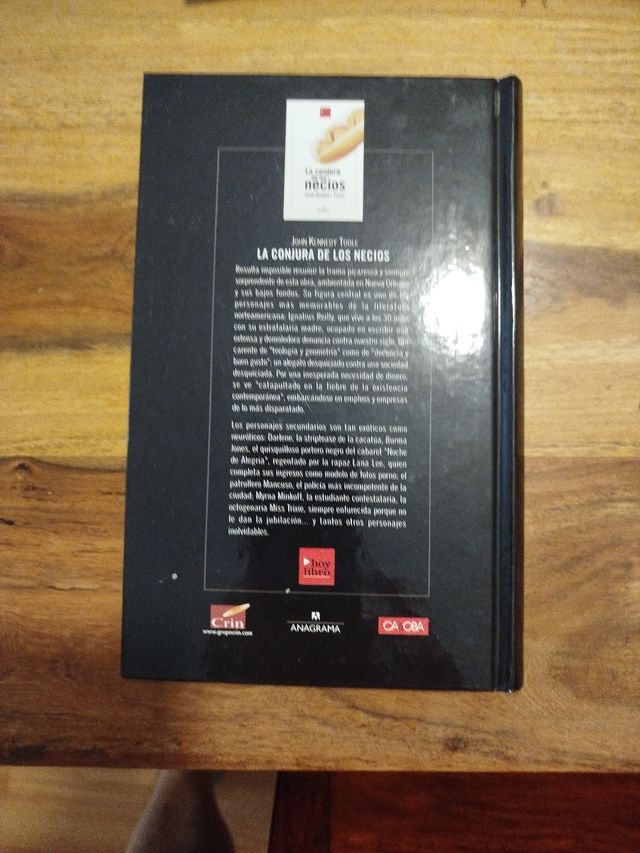 La conjura
de los
necios
John Kennedy Toole
JOHN KENNEDY TOOLE
LA CONJURA DE LOS NECIOS
Resulta imposible resumir la trama picaresca y siempre
sorprendente de esta obra, ambientada en Nueva Orleans
y sus bajos fondos. Su figura central es uno de los
personajes más memorables de la literatura
norteamericana: Ignatius Reilly, que vive a los 30 años
con su estrafalaria madre, ocupado en escribir una
extensa y demoledora denuncia contra nuestro siglo, tan
carente de "teología y geometría" como de "decencia y
buen gusto"; un alegato desquiciado contra una sociedad
desquiciada. Por una inesperada necesidad de dinero,
se ve "catapultado en la fiebre de la existencia
contemporánea", embarcándose en empleos y empresas
de lo más disparatado.
Los personajes secundarios son tan exóticos como
neuróticos: Darlene, la striptease de la cacatúa, Burma
Jones, el quisquilloso portero negro del cabaret "Noche
de Alegría", regentado por la rapaz Lana Lee, quien
completa sus ingresos como modelo de fotos porno; el
patrullero Mancuso, el policía más incompetente de la
ciudad; Myrna Minkoff, la estudiante contestataria, la
octogenaria Miss Trixie, siempre enfurecida porque no
le dan la jubilación... y tantos otros personajes
inolvidables.
hoy
libro
Crin
www.grupocrin.com
ANAGRAMA